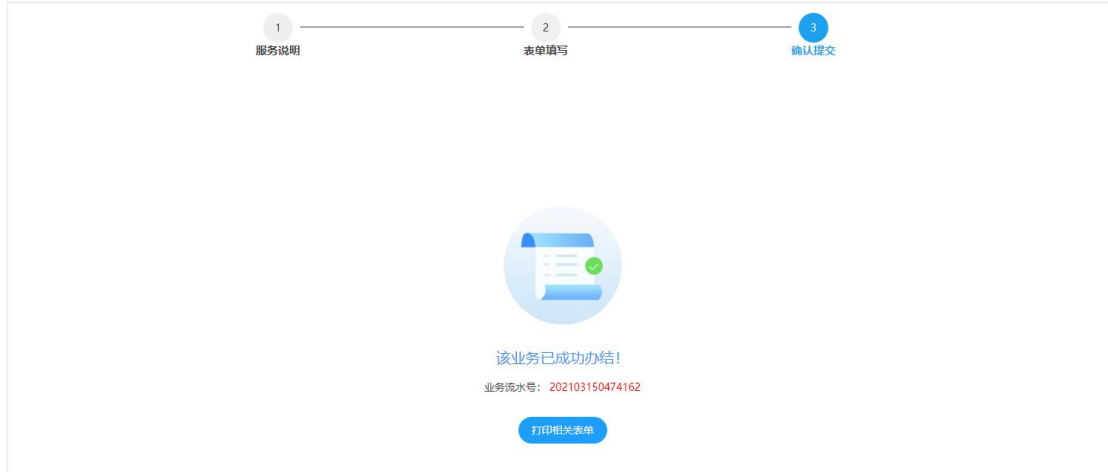 1
服务说明
2
表单填写
3
确认提交
该业务已成功办结！
业务流水号： 202103150474162
打印相关表单